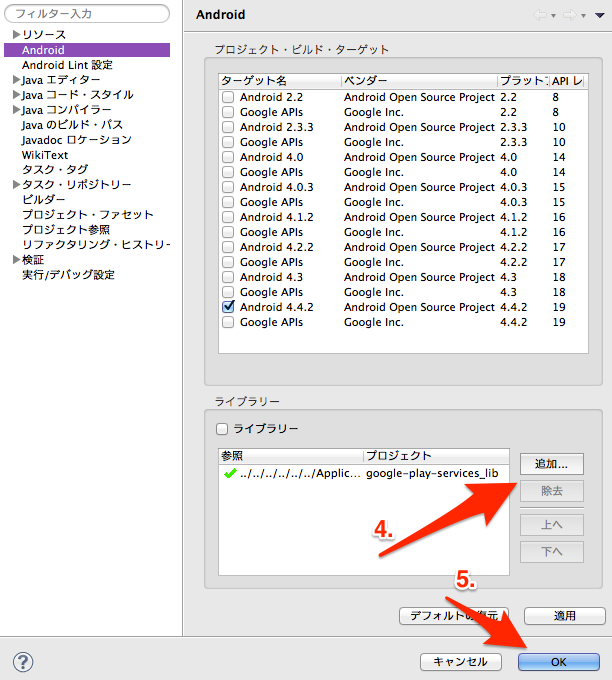 フィルター入力
リソース
Android
Android Lint 設定
Java エディター
Java コード・スタイル
Java コンパイラー
Java のビルド・パス
Javadoc ロケーション
WikiText
タスク・タグ
タスク・リポジトリー
ビルダー
プロジェクト・ファセット
プロジェクト参照
リファクタリング・ヒストリー
検証
実行/デバッグ設定
Android
プロジェクト・ビルド・ターゲット
ターゲット名 ベンダー プラット API レ
Android 2.2 Android Open Source Project 2.2 8
Google APIs Google Inc. 2.2 8
Android 2.3.3 Android Open Source Project 2.3.3 10
Google APIs Google Inc. 2.3.3 10
Android 4.0 Android Open Source Project 4.0 14
Google APIs Google Inc. 4.0 14
Android 4.0.3 Android Open Source Project 4.0.3 15
Google APIs Google Inc. 4.0.3 15
Android 4.1.2 Android Open Source Project 4.1.2 16
Google APIs Google Inc. 4.1.2 16
Android 4.2.2 Android Open Source Project 4.2.2 17
Google APIs Google Inc. 4.2.2 17
Android 4.3 Android Open Source Project 4.3 18
Google APIs Google Inc. 4.3 18
Android 4.4.2 Android Open Source Project 4.4.2 19
Google APIs Google Inc. 4.4.2 19
ライブラリー
ライブラリー
参照 プロジェクト
../../../../../../Applic... google-play-services_lib
追加...
除去
上へ
下へ
4.
5.
デフォルトの復元 適用
? キャンセル OK